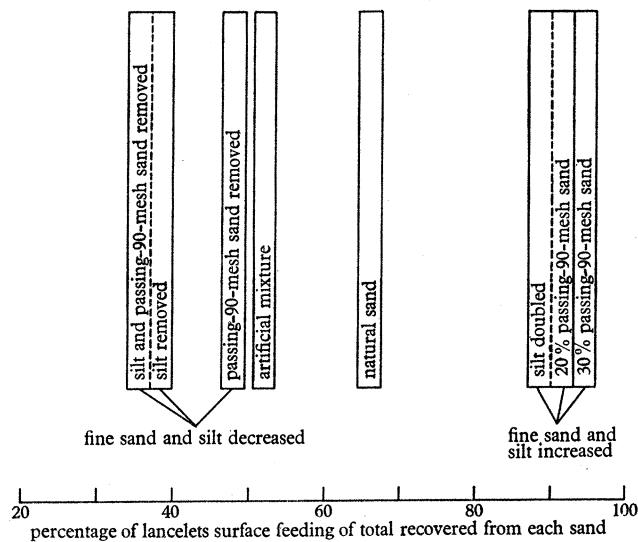 silt and passing-90-mesh sand removed
silt removed
passing-90-mesh sand removed
artificial mixture
natural sand
silt doubled
20% passing-90-mesh sand
30% passing-90-mesh sand
fine sand and silt decreased
fine sand and
silt increased
20 40 60 80 100
percentage of lancelets surface feeding of total recovered from each sand